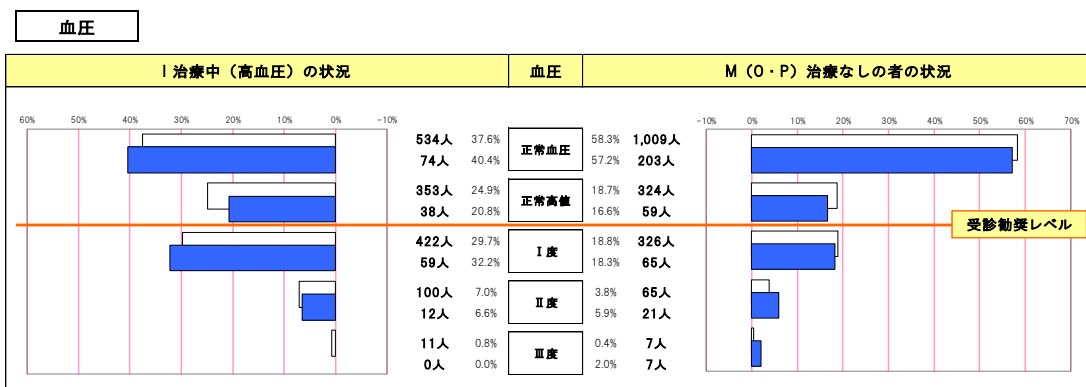 血圧
Ⅰ治療中（高血圧）の状況 血圧 M（O・P）治療なしの者の状況
60% 50% 40% 30% 20% 10% 0% -10% -10% 0% 10% 20% 30% 40% 50% 60% 70%
534人 37.6% 正常血圧 58.3% 1,009人
74人 40.4% 57.2% 203人
353人 24.9% 正常高値 18.7% 324人
38人 20.8% 16.6% 59人
受診勧奨レベル
422人 29.7% Ⅰ度 18.8% 326人
59人 32.2% 18.3% 65人
100人 7.0% Ⅱ度 3.8% 65人
12人 6.6% 5.9% 21人
11人 0.8% Ⅲ度 0.4% 7人
0人 0.0% 2.0% 7人